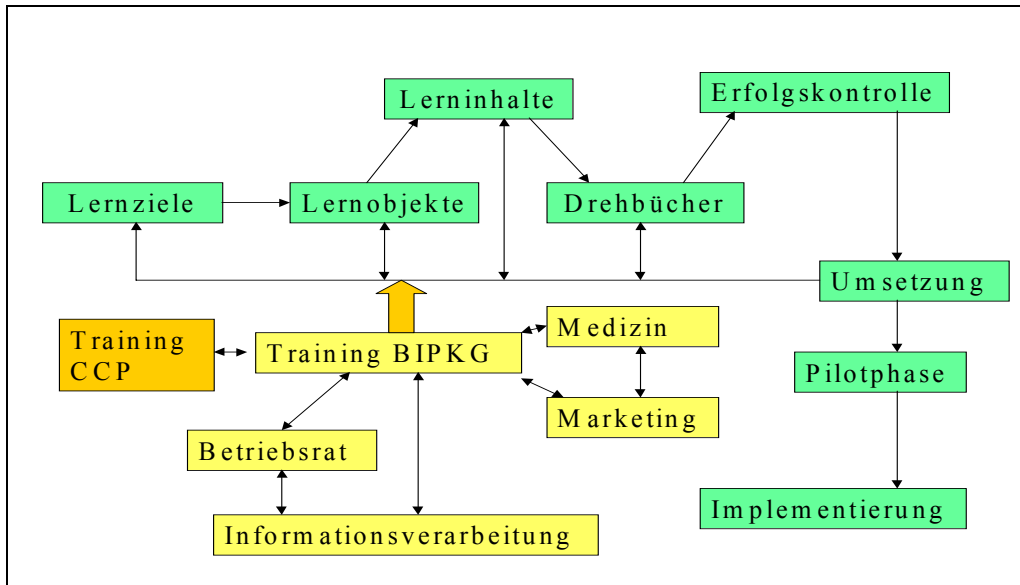 Erfolgskontrolle
Lerninhalte
Lernziele
Lernobjekte
Drehbücher
Umsetzung
Training
CCP
Training BIPKG
Medizin
Pilotphase
Marketing
Betriebsrat
Implementierung
Informationsverarbeitung